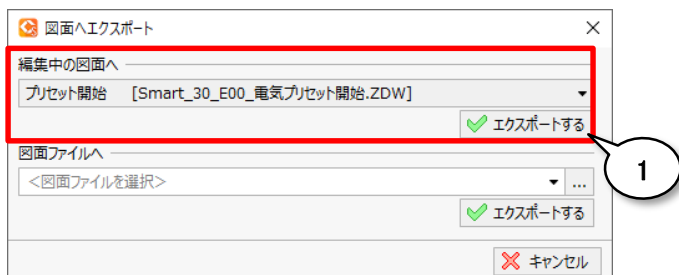 図面へエクスポート
編集中の図面へ
プリセット開始 [Smart_30_E00_電気プリセット開始.ZDW]
エクスポートする
1
図面ファイルへ
<図面ファイルを選択>
...
エクスポートする
キャンセル